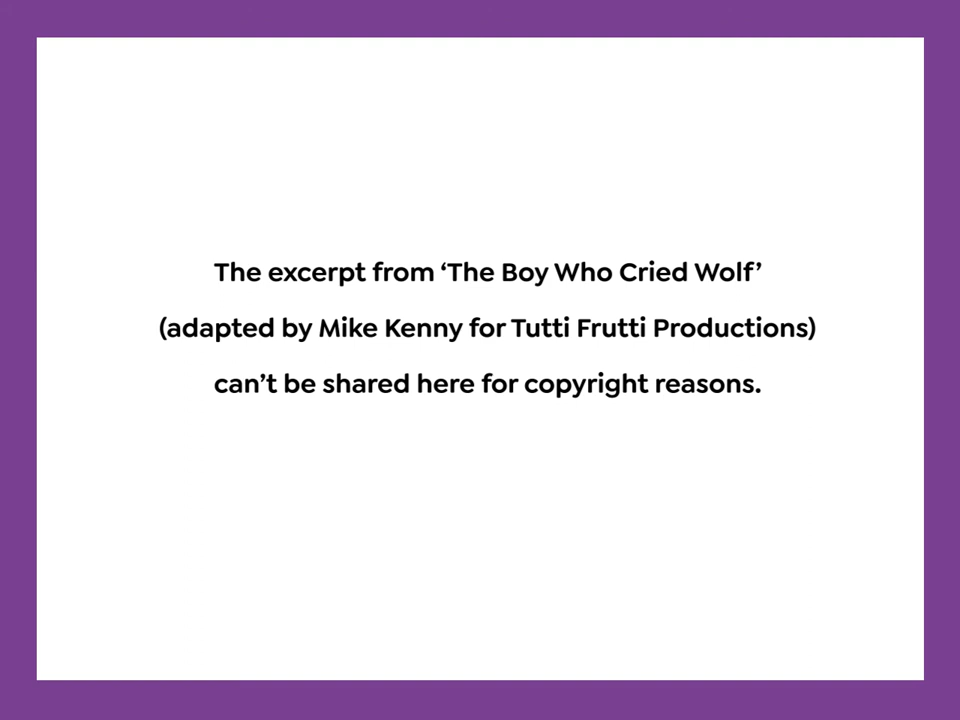 The excerpt from ‘The Boy Who Cried Wolf’
(adapted by Mike Kenny for Tutti Frutti Productions)
can’t be shared here for copyright reasons.